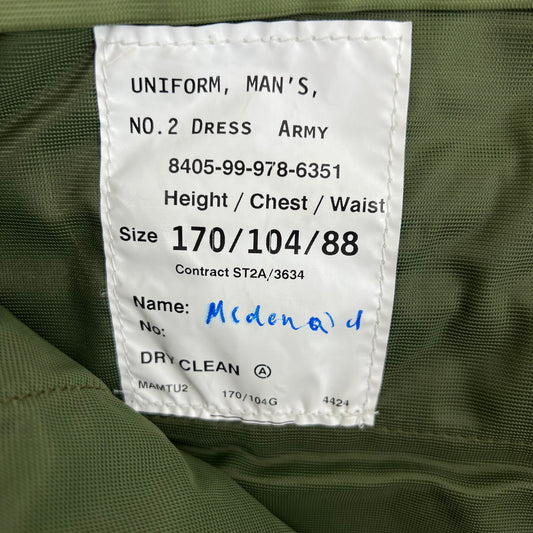 UNIFORM, MAN'S,
NO.2 DRESS ARMY
8405-99-978-6351
Height / Chest / Waist
Size 170/104/88
Contract ST2A/3634
Name: Mcdonald
No:
DRY CLEAN Ⓐ
MAMTU2 170/104G 4424